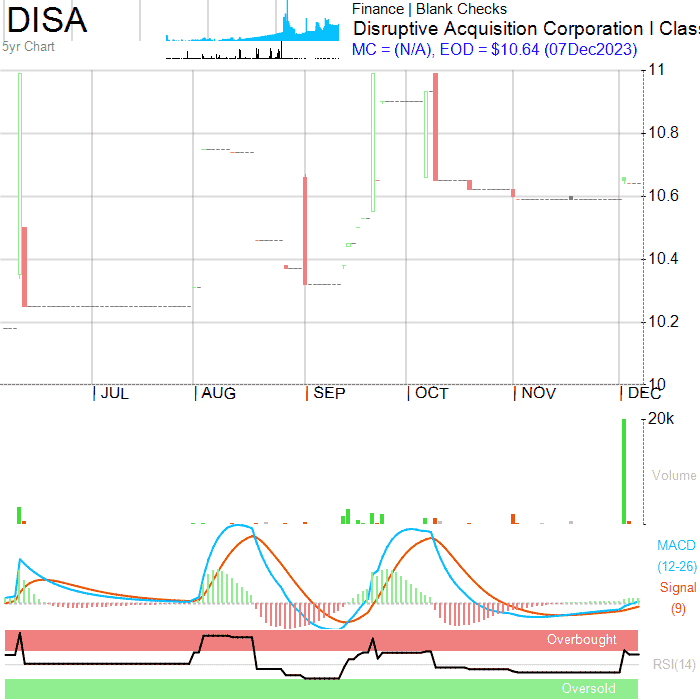 DISA
5yr Chart
Finance | Blank Checks
Disruptive Acquisition Corporation I Clas
MC = (N/A), EOD = $10.64 (07Dec2023)
11
10.8
10.6
10.4
10.2
10
JUL AUG SEP OCT NOV DEC
20k
Volume
MACD
(12-26)
Signal
(9)
Overbought
RSI(14)
Oversold